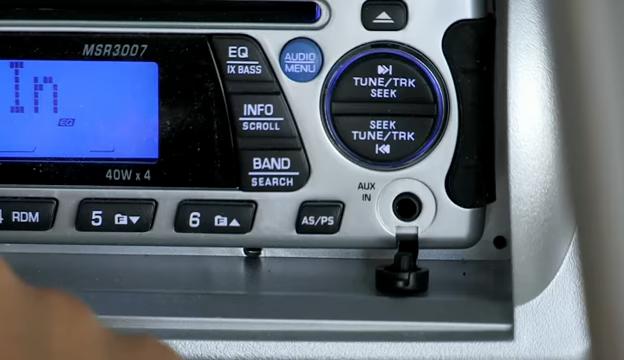 MSR3007
In
EQ
40W x 4
EQ
IX BASS
INFO
SCROLL
BAND
SEARCH
AUDIO
MENU
TUNE/TRK
SEEK
SEEK
TUNE/TRK
AUX
IN
4 RDM
5
6
AS/PS